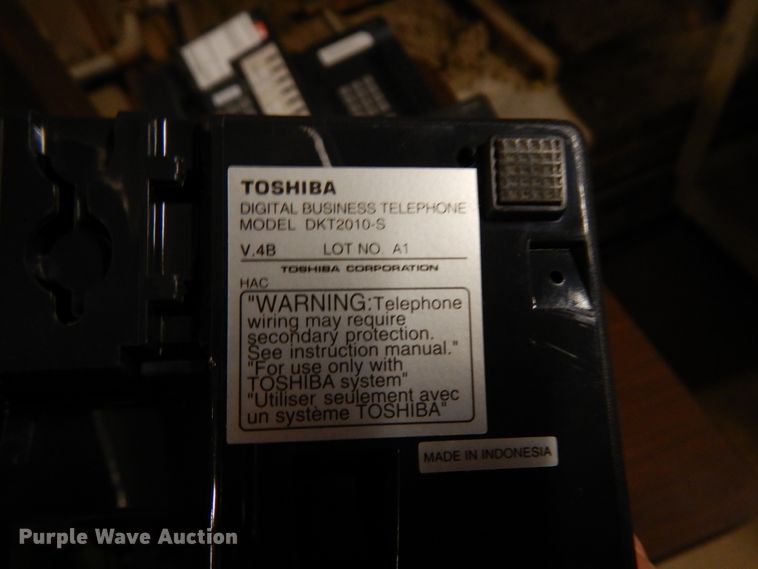 TOSHIBA
DIGITAL BUSINESS TELEPHONE
MODEL DKT2010-S
V.4B LOT NO. A1
TOSHIBA CORPORATION
HAC
"WARNING:Telephone
wiring may require
secondary protection.
See instruction manual."
"For use only with
TOSHIBA system"
"Utiliser seulement avec
un système TOSHIBA"
MADE IN INDONESIA
Purple Wave Auction